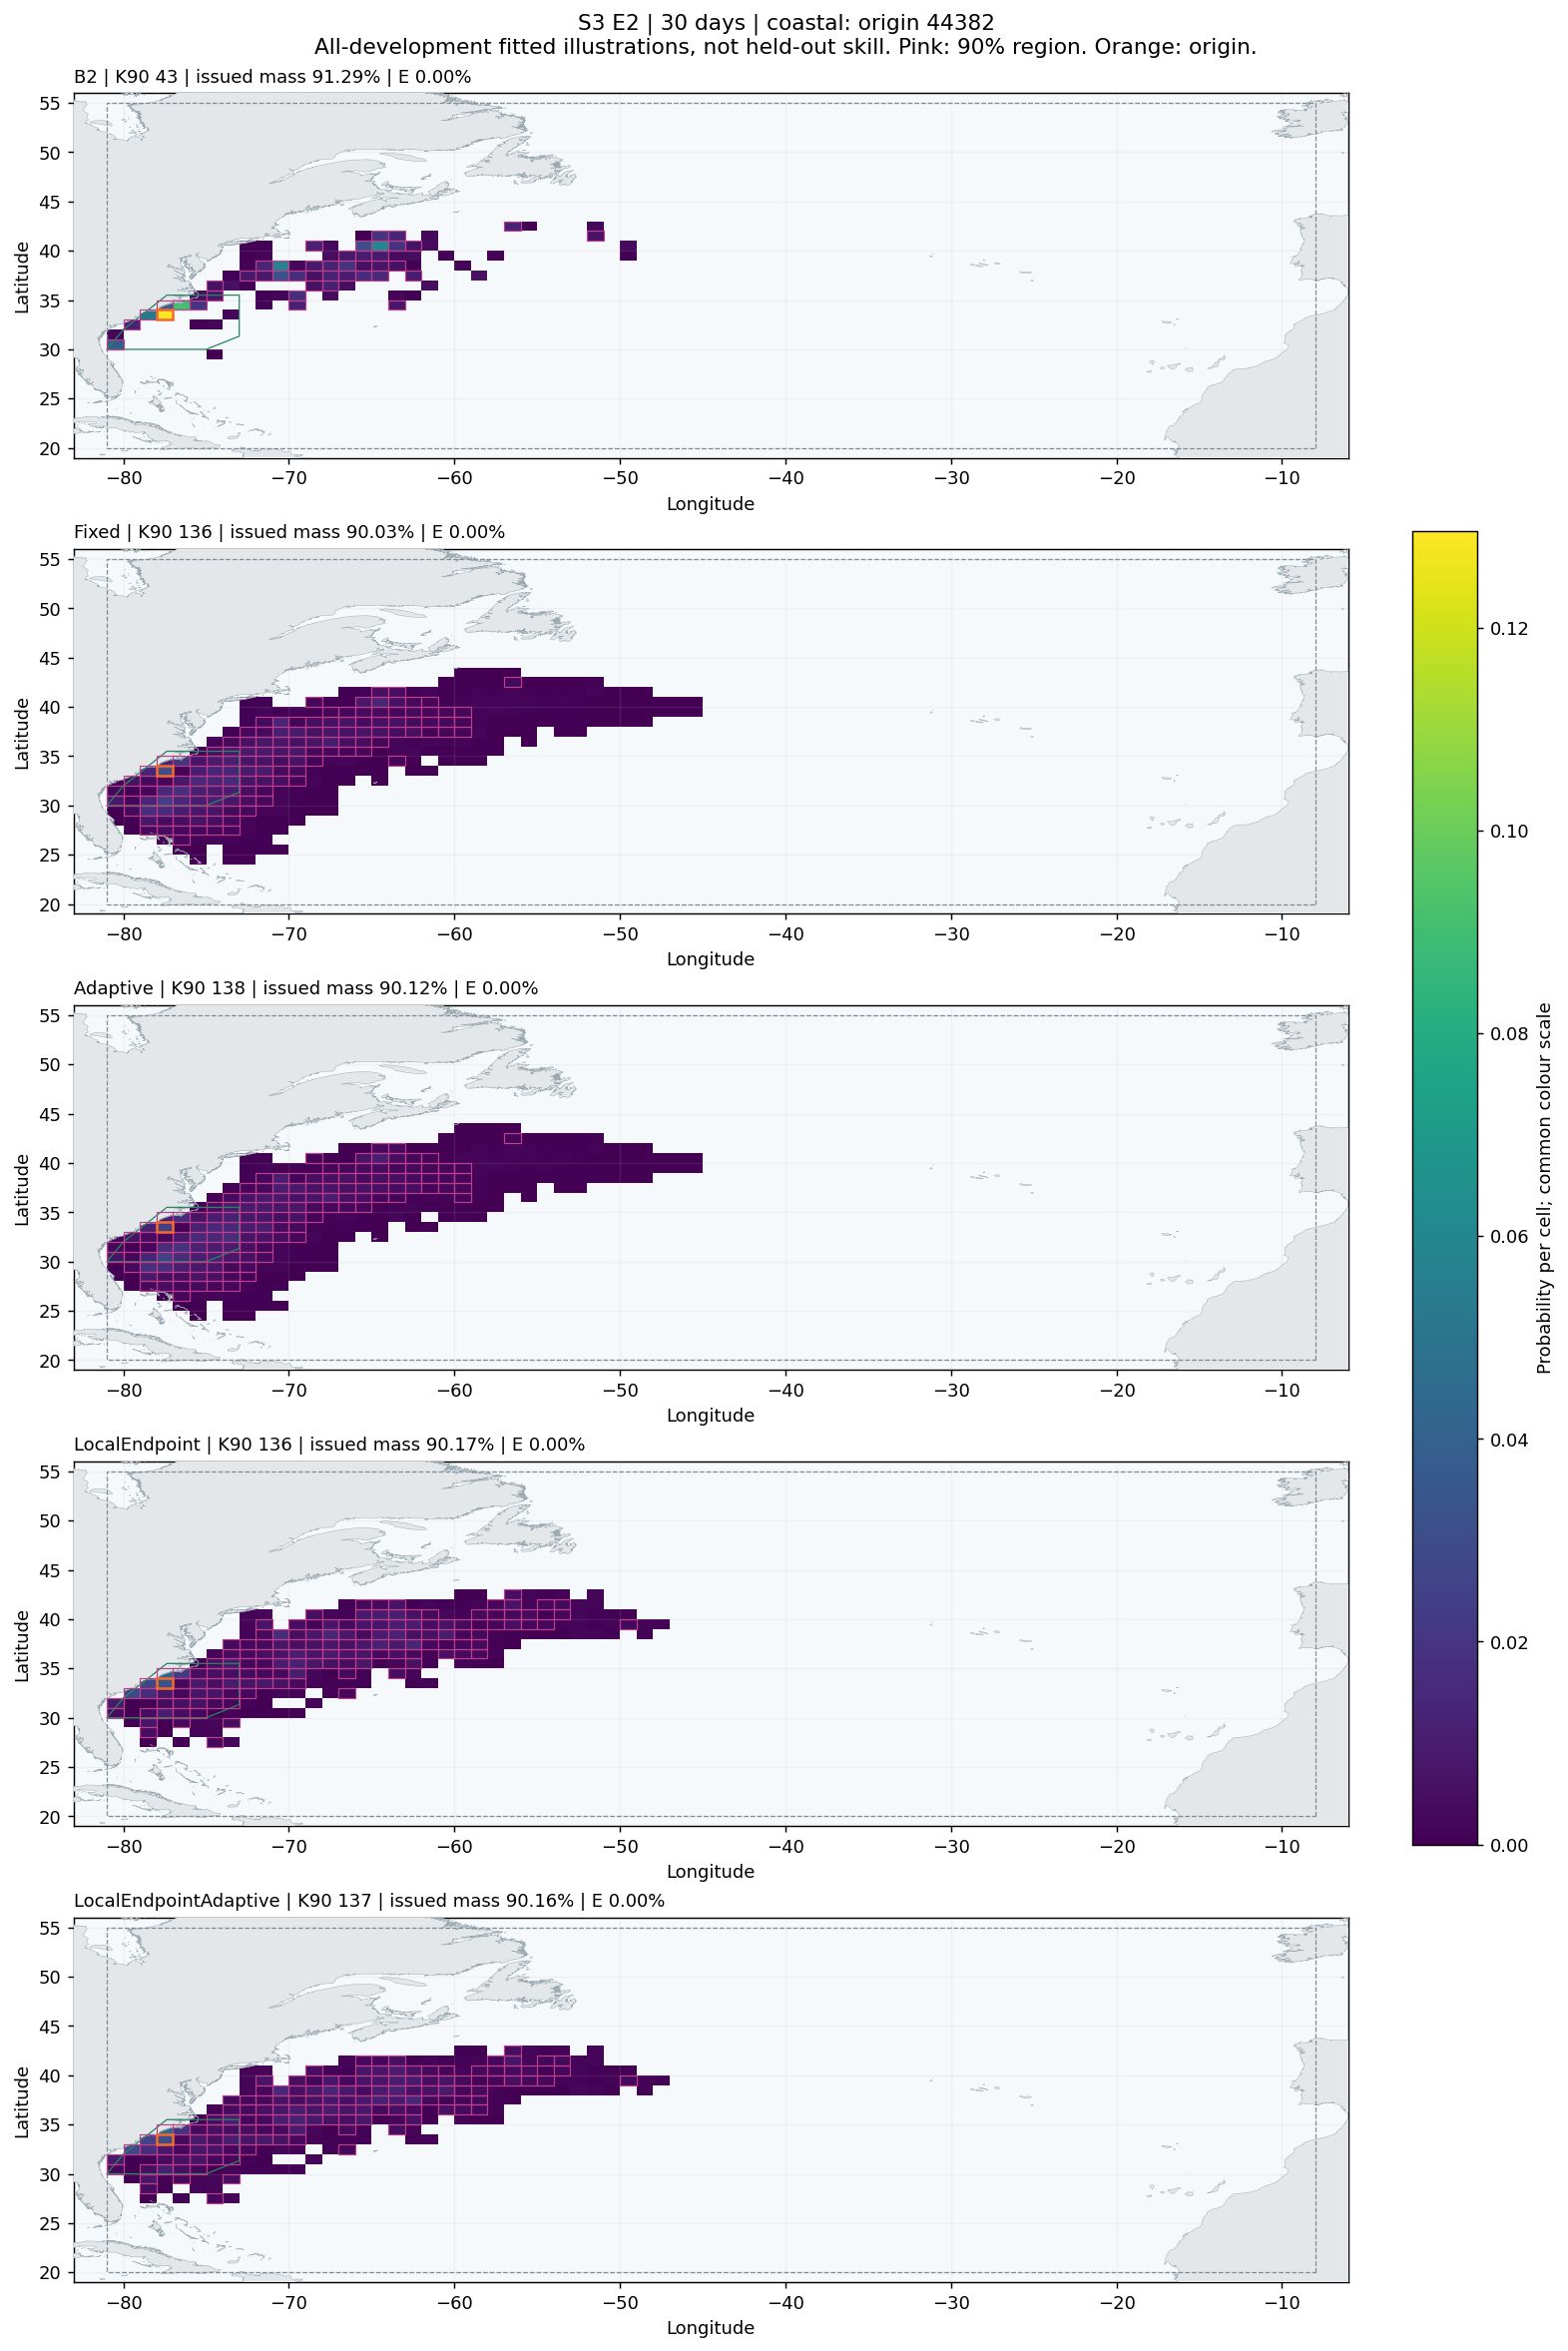 S3 E2 | 30 days | coastal: origin 44382
All-development fitted illustrations, not held-out skill. Pink: 90% region. Orange: origin.
B2 | K90 43 | issued mass 91.29% | E 0.00%
55
50
45
40
35
30
25
20
Latitude
−80 −70 −60 −50 −40 −30 −20 −10
Longitude
Fixed | K90 136 | issued mass 90.03% | E 0.00%
55
50
45
40
35
30
25
20
Latitude
−80 −70 −60 −50 −40 −30 −20 −10
Longitude
Adaptive | K90 138 | issued mass 90.12% | E 0.00%
55
50
45
40
35
30
25
20
Latitude
−80 −70 −60 −50 −40 −30 −20 −10
Longitude
LocalEndpoint | K90 136 | issued mass 90.17% | E 0.00%
55
50
45
40
35
30
25
20
Latitude
−80 −70 −60 −50 −40 −30 −20 −10
Longitude
LocalEndpointAdaptive | K90 137 | issued mass 90.16% | E 0.00%
55
50
45
40
35
30
25
20
Latitude
−80 −70 −60 −50 −40 −30 −20 −10
Longitude
0.12
0.10
0.08
0.06
0.04
0.02
0.00
Probability per cell; common colour scale